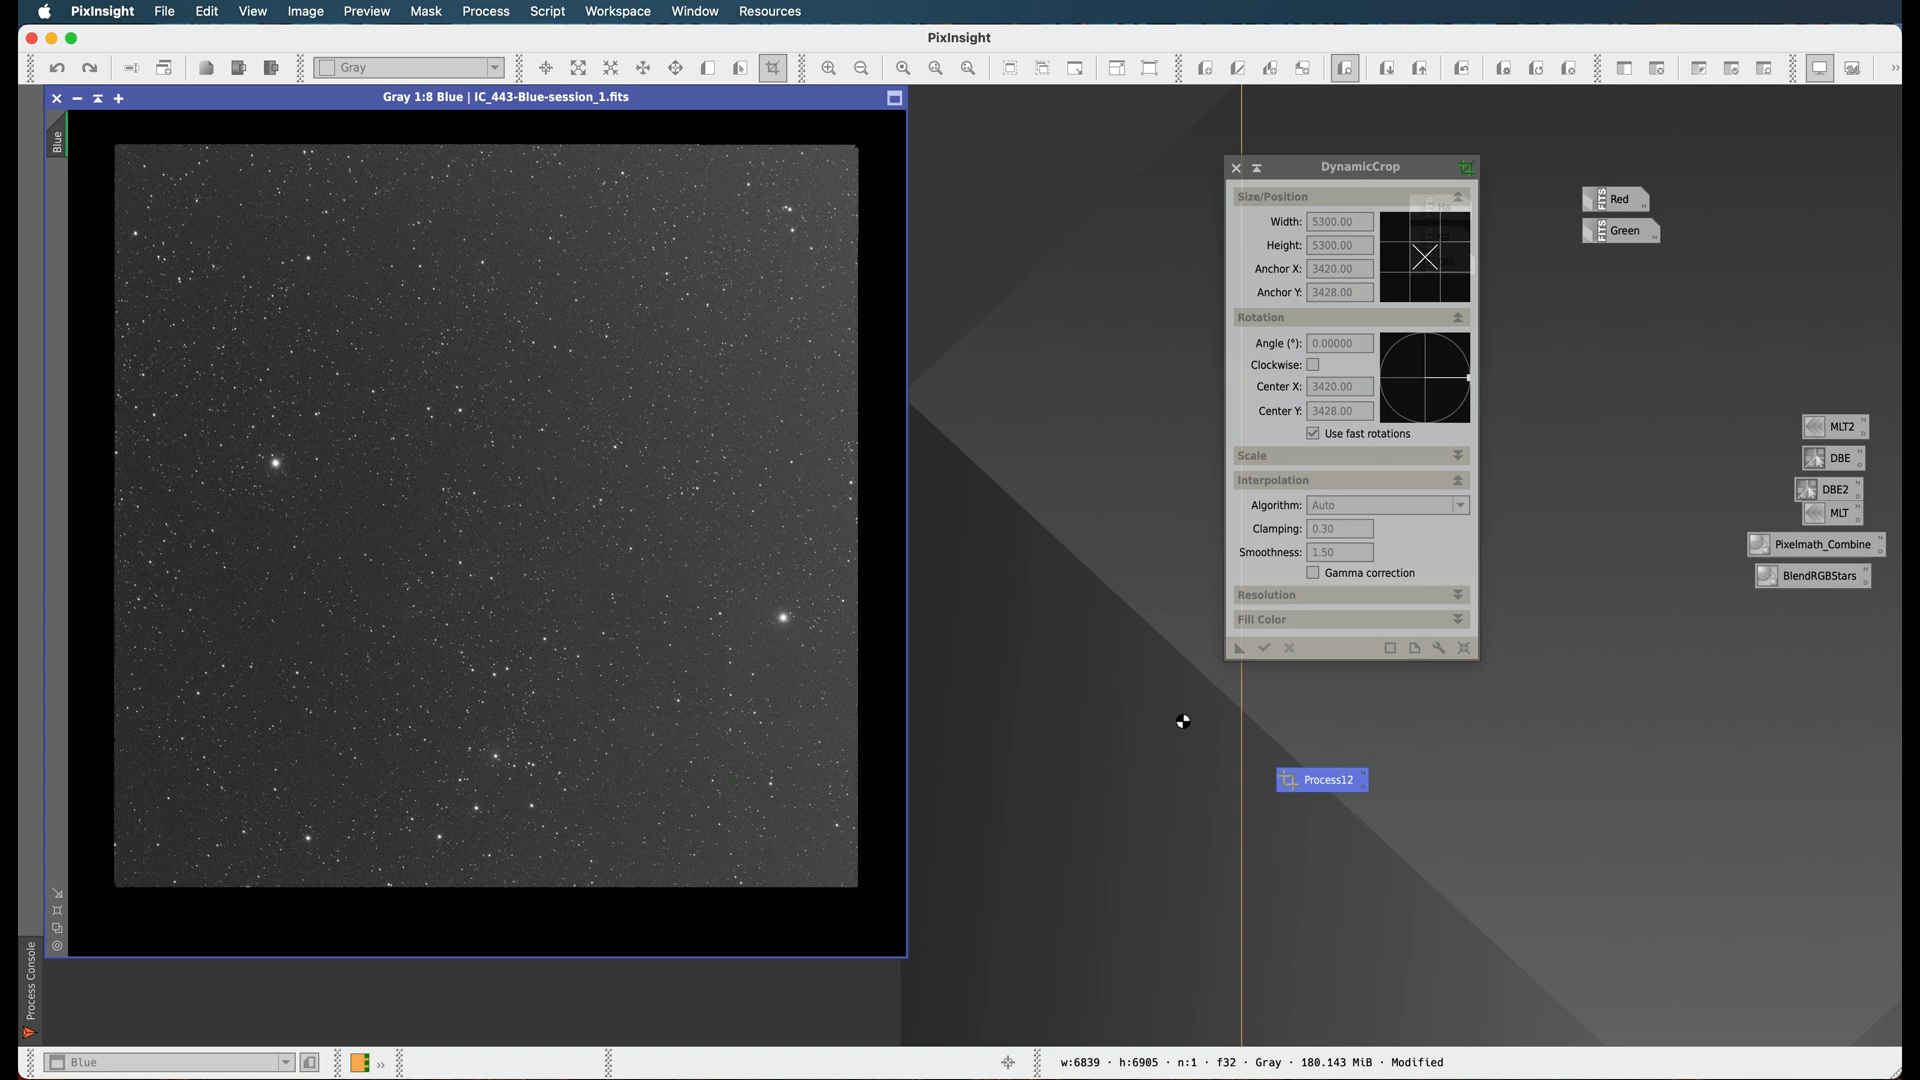 PixInsight File Edit View Image Preview Mask Process Script Workspace Window Resources
PixInsight
Gray
Gray 1:8 Blue | IC_443-Blue-session_1.fits
Blue
DynamicCrop
Size/Position
Width: 5300.00
Height: 5300.00
Anchor X: 3420.00
Anchor Y: 3428.00
Rotation
Angle (°): 0.00000
Clockwise:
Center X: 3420.00
Center Y: 3428.00
Use fast rotations
Scale
Interpolation
Algorithm: Auto
Clamping: 0.30
Smoothness: 1.50
Gamma correction
Resolution
Fill Color
FITS Red N
FITS Green N
MLT2 N D
DBE N D
DBE2 N D
MLT N D
Pixelmath_Combine N D
BlendRGBStars N D
Process12
Process Console
Blue
w:6839 · h:6905 · n:1 · f32 · Gray · 180.143 MiB · Modified